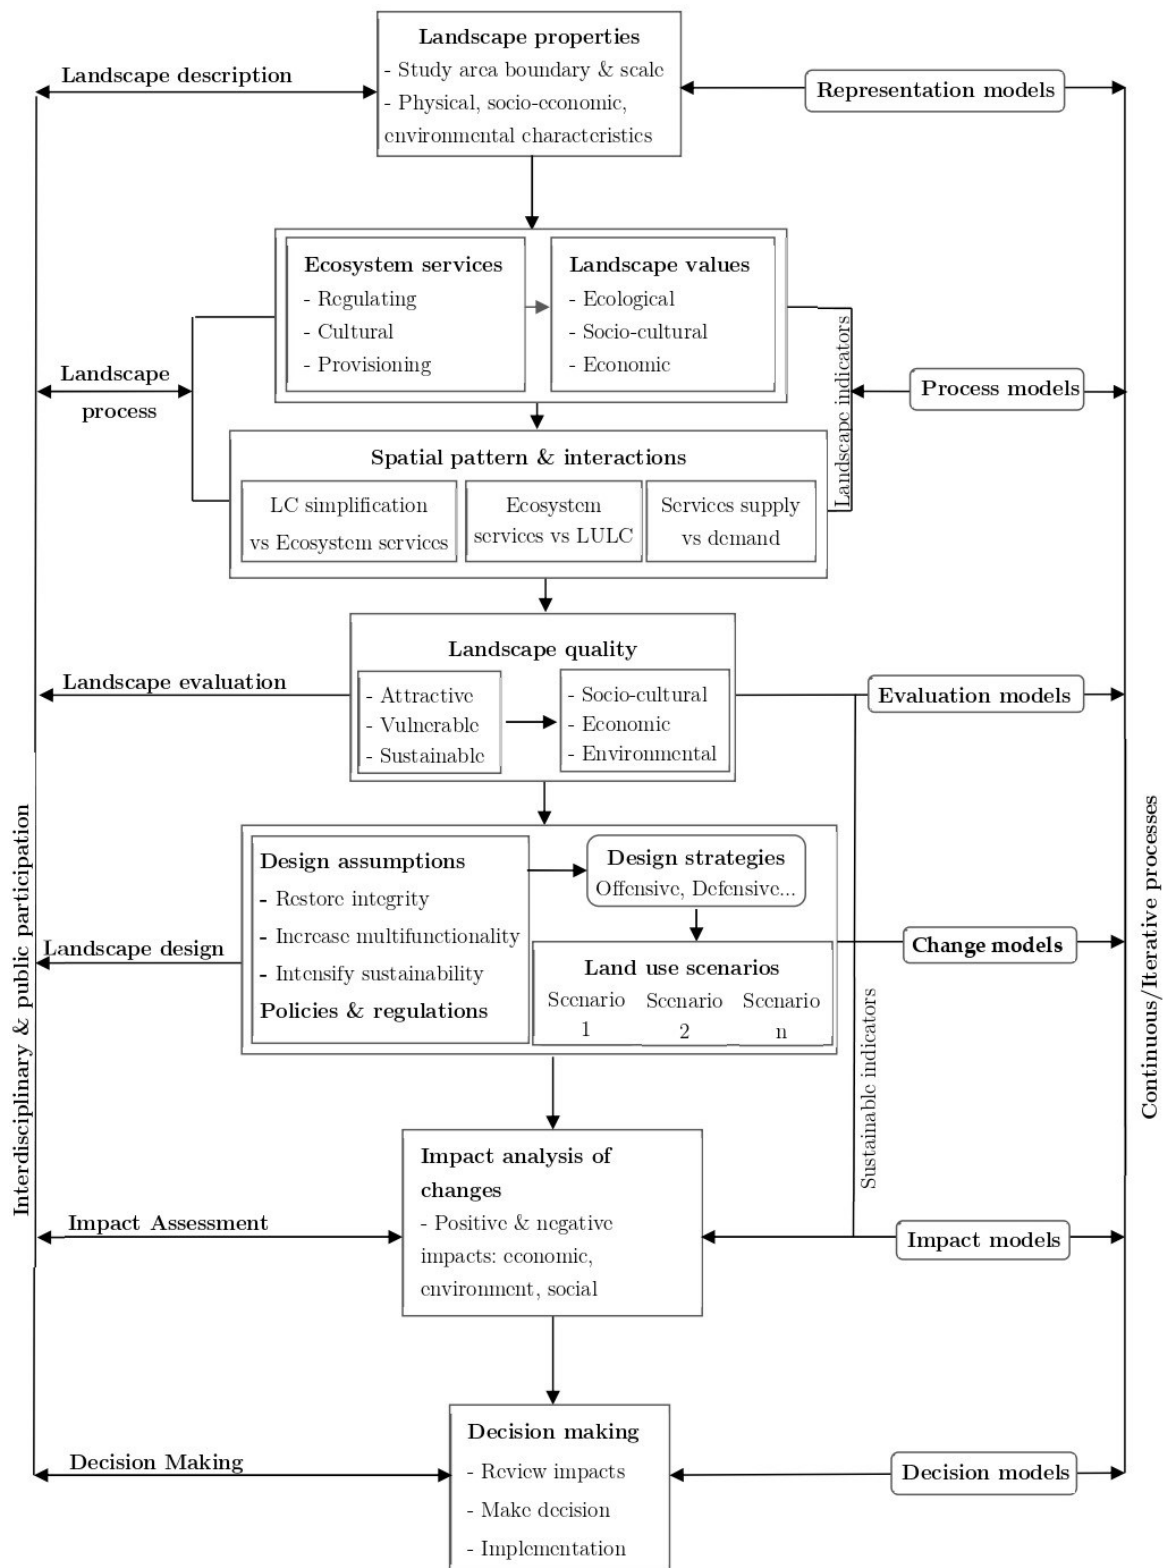 Landscape properties
- Study area boundary & scale
- Physical, socio-economic,
environmental characteristics
Landscape description
Representation models
Ecosystem services
- Regulating
- Cultural
- Provisioning
Landscape values
- Ecological
- Socio-cultural
- Economic
Landscape
process
Landscape indicators
Process models
Spatial pattern & interactions
LC simplification
vs Ecosystem services
Ecosystem
services vs LULC
Services supply
vs demand
Landscape quality
- Attractive
- Vulnerable
- Sustainable
- Socio-cultural
- Economic
- Environmental
Landscape evaluation
Evaluation models
Interdisciplinary & public participation
Continuous/Iterative processes
Design assumptions
- Restore integrity
- Increase multifunctionality
- Intensify sustainability
Policies & regulations
Design strategies
Offensive, Defensive...
Land use scenarios
Scenario
1
Scenario
2
Scenario
n
Landscape design
Change models
Sustainable indicators
Impact analysis of
changes
- Positive & negative
impacts: economic,
environment, social
Impact Assessment
Impact models
Decision making
- Review impacts
- Make decision
- Implementation
Decision Making
Decision models